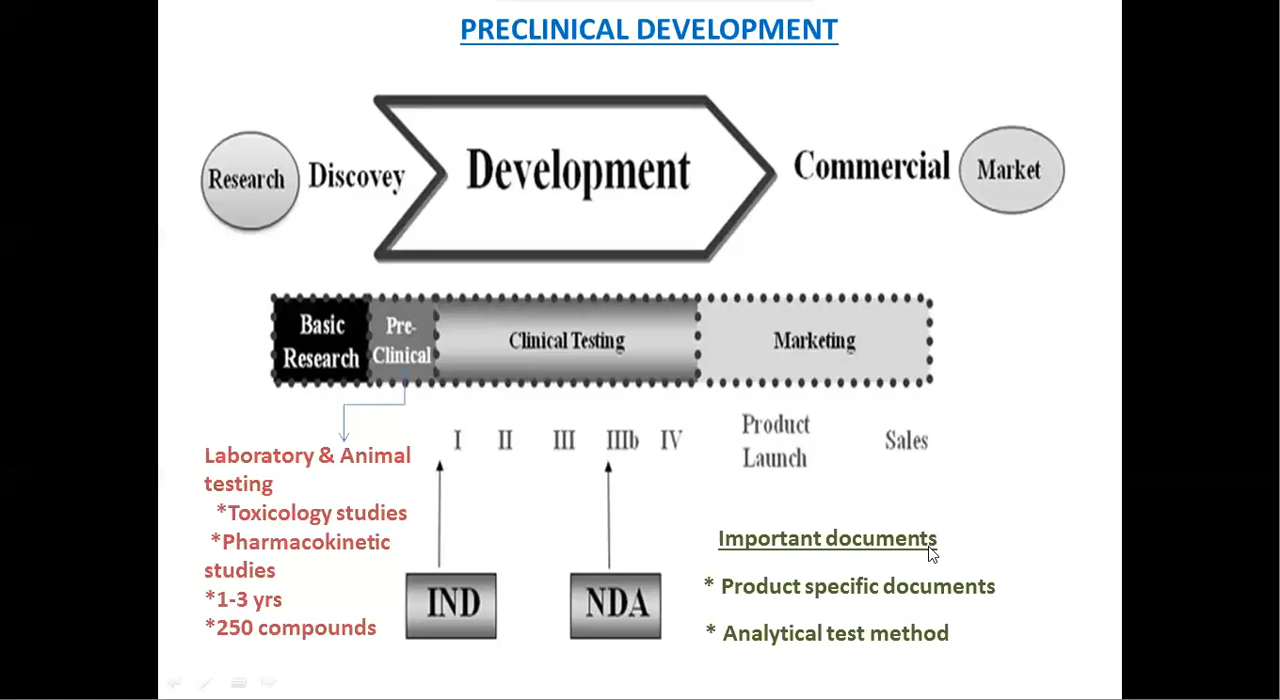 PRECLINICAL DEVELOPMENT
Research
Discovey
Development
Commercial
Market
Basic
Research
Pre-
Clinical
Clinical Testing
Marketing
I II III IIIb IV
Product
Launch
Sales
Laboratory & Animal
testing
*Toxicology studies
*Pharmacokinetic
studies
*1-3 yrs
*250 compounds
IND
NDA
Important documents
* Product specific documents
* Analytical test method